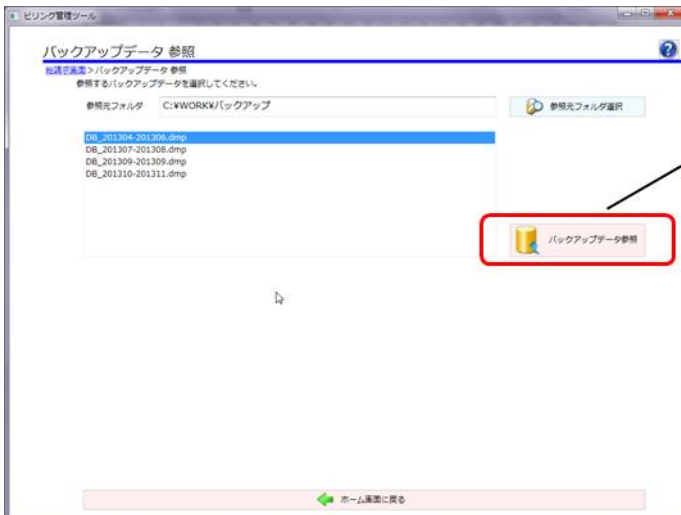 ビリング管理ツール
バックアップデータ 参照
総請求画面>バックアップデータ 参照
参照するバックアップデータを選択してください。
参照元フォルダ C:¥WORK¥バックアップ 参照元フォルダ選択
DB_201304-201306.dmp
DB_201307-201308.dmp
DB_201309-201309.dmp
DB_201310-201311.dmp
バックアップデータ参照
ホーム画面に戻る